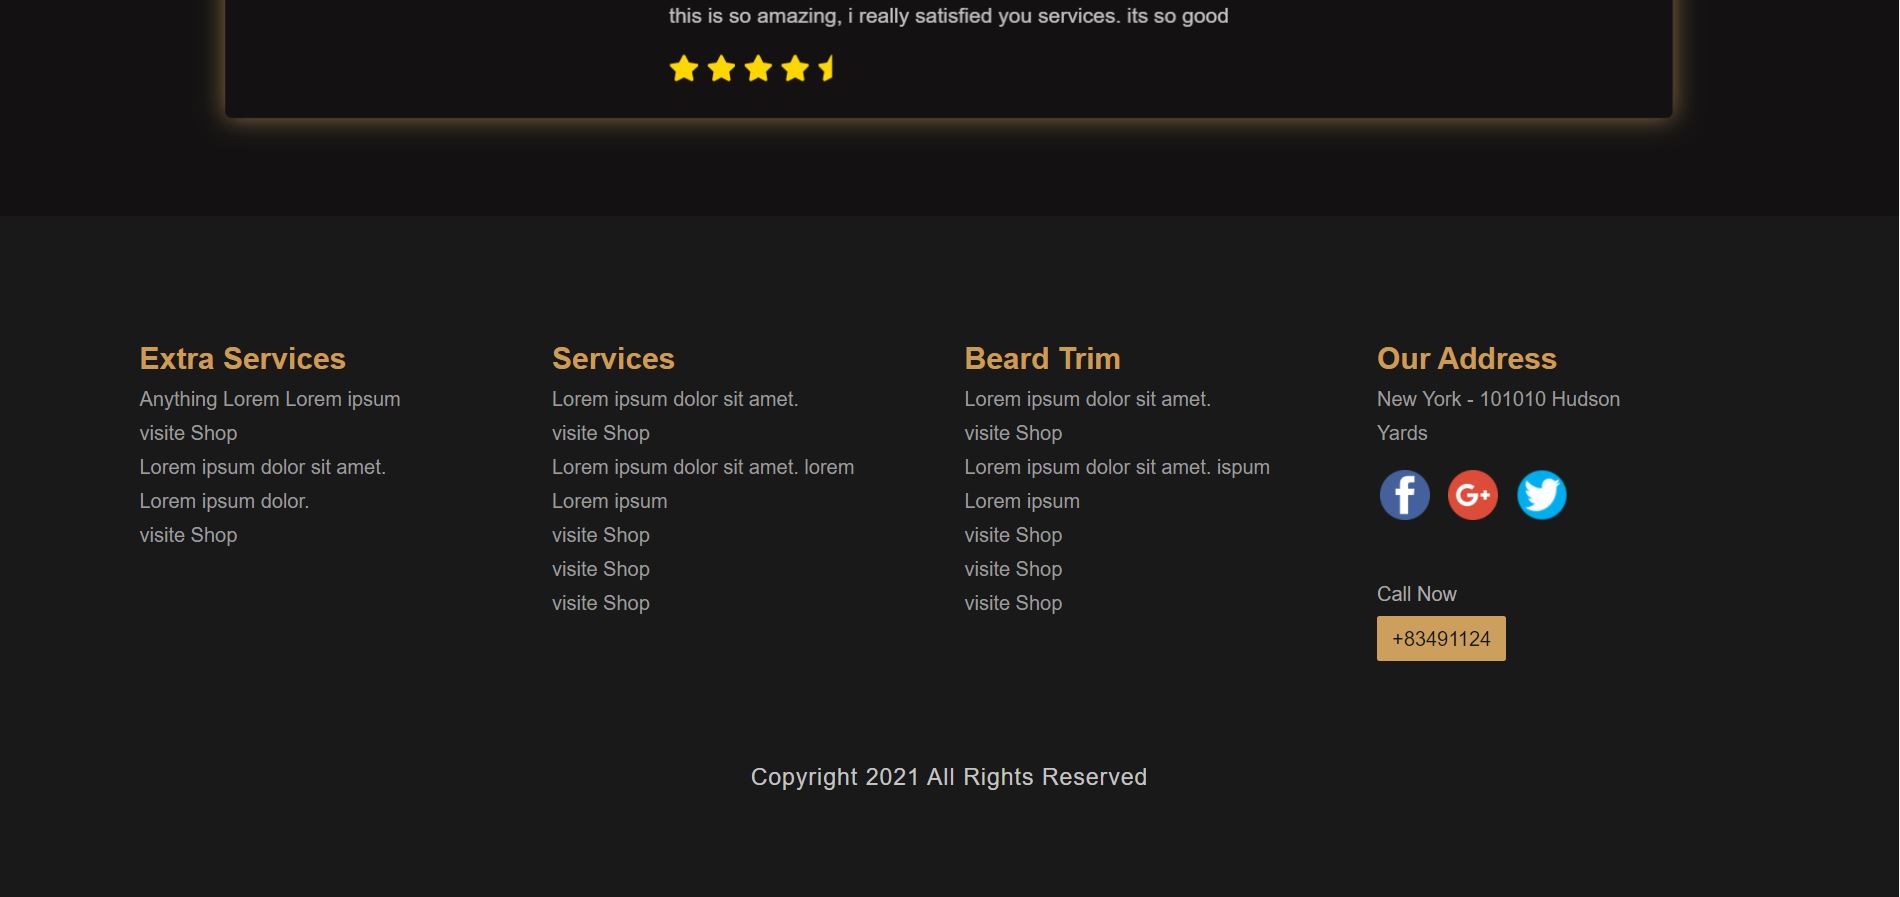 this is so amazing, i really satisfied you services. its so good
Extra Services
Anything Lorem Lorem ipsum
visite Shop
Lorem ipsum dolor sit amet.
Lorem ipsum dolor.
visite Shop
Services
Lorem ipsum dolor sit amet.
visite Shop
Lorem ipsum dolor sit amet. lorem
Lorem ipsum
visite Shop
visite Shop
visite Shop
Beard Trim
Lorem ipsum dolor sit amet.
visite Shop
Lorem ipsum dolor sit amet. ispum
Lorem ipsum
visite Shop
visite Shop
visite Shop
Our Address
New York - 101010 Hudson
Yards
f G+
Call Now
+83491124
Copyright 2021 All Rights Reserved